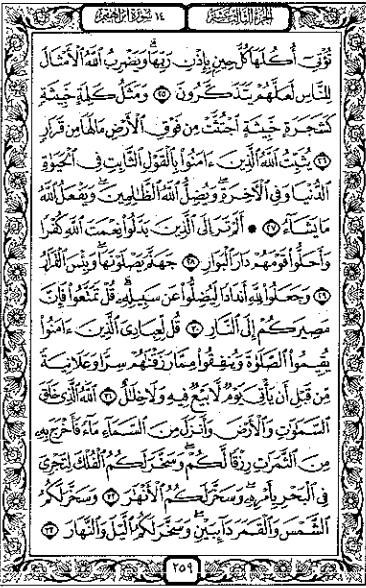 الجزء الثالث عشر ١٤ سورة ابراهيم
تُؤْتِىٓ أُكُلَهَا كُلَّ حِينٍۭ بِإِذْنِ رَبِّهَا ۗ وَيَضْرِبُ ٱللَّهُ ٱلْأَمْثَالَ
لِلنَّاسِ لَعَلَّهُمْ يَتَذَكَّرُونَ ٢٥ وَمَثَلُ كَلِمَةٍ خَبِيثَةٍ
كَشَجَرَةٍ خَبِيثَةٍ ٱجْتُثَّتْ مِن فَوْقِ ٱلْأَرْضِ مَا لَهَا مِن قَرَارٍ
٢٦ يُثَبِّتُ ٱللَّهُ ٱلَّذِينَ ءَامَنُوا۟ بِٱلْقَوْلِ ٱلثَّابِتِ فِى ٱلْحَيَوٰةِ
ٱلدُّنْيَا وَفِى ٱلْءَاخِرَةِ ۖ وَيُضِلُّ ٱللَّهُ ٱلظَّـٰلِمِينَ ۚ وَيَفْعَلُ ٱللَّهُ
مَا يَشَآءُ ٢٧ • أَلَمْ تَرَ إِلَى ٱلَّذِينَ بَدَّلُوا۟ نِعْمَتَ ٱللَّهِ كُفْرًا
وَأَحَلُّوا۟ قَوْمَهُمْ دَارَ ٱلْبَوَارِ ٢٨ جَهَنَّمَ يَصْلَوْنَهَا ۖ وَبِئْسَ ٱلْقَرَارُ
٢٩ وَجَعَلُوا۟ لِلَّهِ أَندَادًا لِّيُضِلُّوا۟ عَن سَبِيلِهِۦ ۗ قُلْ تَمَتَّعُوا۟ فَإِنَّ
مَصِيرَكُمْ إِلَى ٱلنَّارِ ٣٠ قُل لِّعِبَادِىَ ٱلَّذِينَ ءَامَنُوا۟
يُقِيمُوا۟ ٱلصَّلَوٰةَ وَيُنفِقُوا۟ مِمَّا رَزَقْنَـٰهُمْ سِرًّا وَعَلَانِيَةً
مِّن قَبْلِ أَن يَأْتِىَ يَوْمٌ لَّا بَيْعٌ فِيهِ وَلَا خِلَـٰلٌ ٣١ ٱللَّهُ ٱلَّذِى خَلَقَ
ٱلسَّمَـٰوَٰتِ وَٱلْأَرْضَ وَأَنزَلَ مِنَ ٱلسَّمَآءِ مَآءً فَأَخْرَجَ بِهِۦ
مِنَ ٱلثَّمَرَٰتِ رِزْقًا لَّكُمْ ۖ وَسَخَّرَ لَكُمُ ٱلْفُلْكَ لِتَجْرِىَ
فِى ٱلْبَحْرِ بِأَمْرِهِۦ ۖ وَسَخَّرَ لَكُمُ ٱلْأَنْهَـٰرَ ٣٢ وَسَخَّرَ لَكُمُ
ٱلشَّمْسَ وَٱلْقَمَرَ دَآئِبَيْنِ ۖ وَسَخَّرَ لَكُمُ ٱلَّيْلَ وَٱلنَّهَارَ ٣٣
٢٥٩